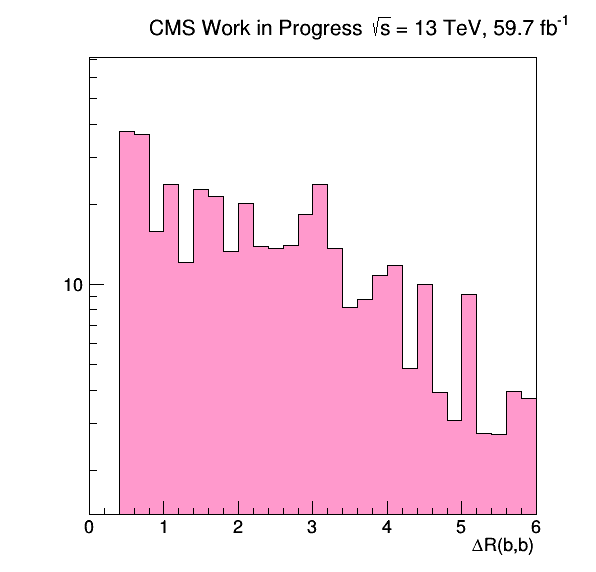 CMS Work in Progress √s = 13 TeV, 59.7 fb⁻¹
10
0 1 2 3 4 5 6
ΔR(b,b)